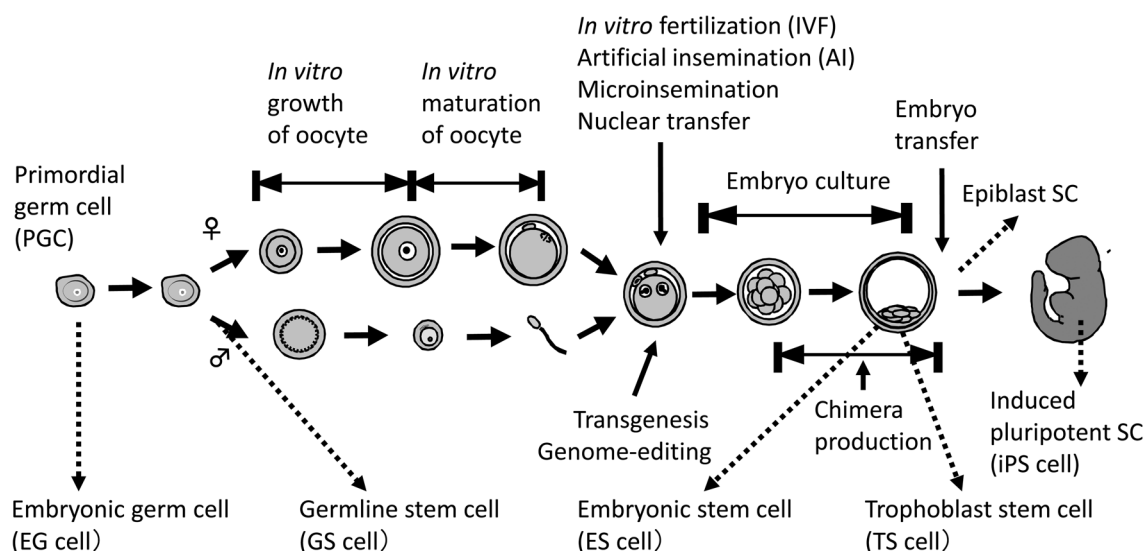 In vitro fertilization (IVF)
Artificial insemination (AI)
Microinsemination
Nuclear transfer
In vitro
growth
of oocyte
In vitro
maturation
of oocyte
Embryo
transfer
Primordial
germ cell
(PGC)
Embryo culture
Epiblast SC
♀
♂
Transgenesis
Genome-editing
Chimera
production
Induced
pluripotent SC
(iPS cell)
Embryonic germ cell
(EG cell)
Germline stem cell
(GS cell)
Embryonic stem cell
(ES cell)
Trophoblast stem cell
(TS cell)